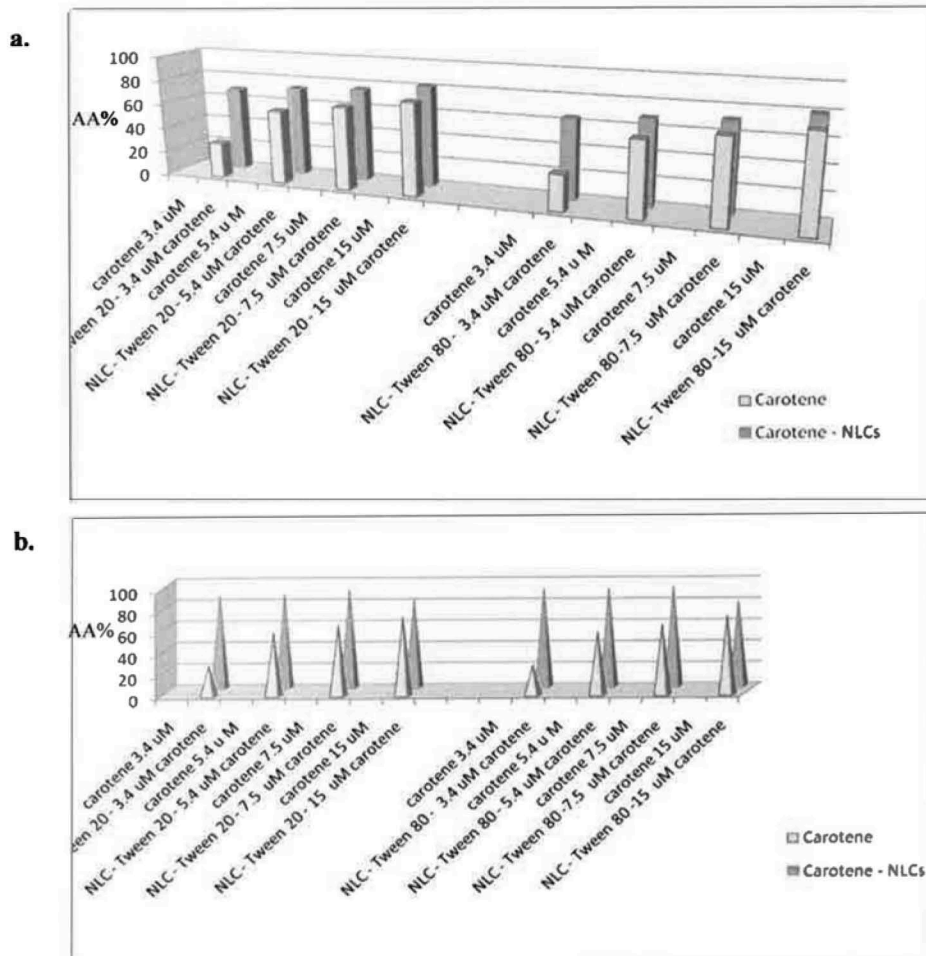 a.
100
80
AA%
60
40
20
0
carotene 3.4 uM
Tween 20 - 3.4 uM carotene
carotene 5.4 u M
NLC - Tween 20 - 5.4 uM carotene
carotene 7.5 uM
NLC - Tween 20 - 7.5 uM carotene
carotene 15 uM
NLC - Tween 20 - 15 uM carotene
carotene 3.4 uM
NLC - Tween 80 - 3.4 uM carotene
carotene 5.4 u M
NLC - Tween 80 - 5.4 uM carotene
carotene 7.5 uM
NLC - Tween 80 -7.5 uM carotene
carotene 15 uM
NLC - Tween 80 -15 uM carotene
Carotene
Carotene - NLCs
b.
100
80
AA%
60
40
20
0
carotene 3.4 uM
een 20 - 3.4 uM carotene
carotene 5.4 u M
NLC - Tween 20 - 5.4 uM carotene
carotene 7.5 uM
NLC - Tween 20 - 7.5 uM carotene
carotene 15 uM
NLC - Tween 20 - 15 uM carotene
carotene 3.4 uM
NLC - Tween 80 - 3.4 uM carotene
carotene 5.4 u M
NLC - Tween 80 - 5.4 uM carotene
carotene 7.5 uM
NLC - Tween 80 -7.5 uM carotene
carotene 15 uM
NLC - Tween 80 -15 uM carotene
Carotene
Carotene - NLCs